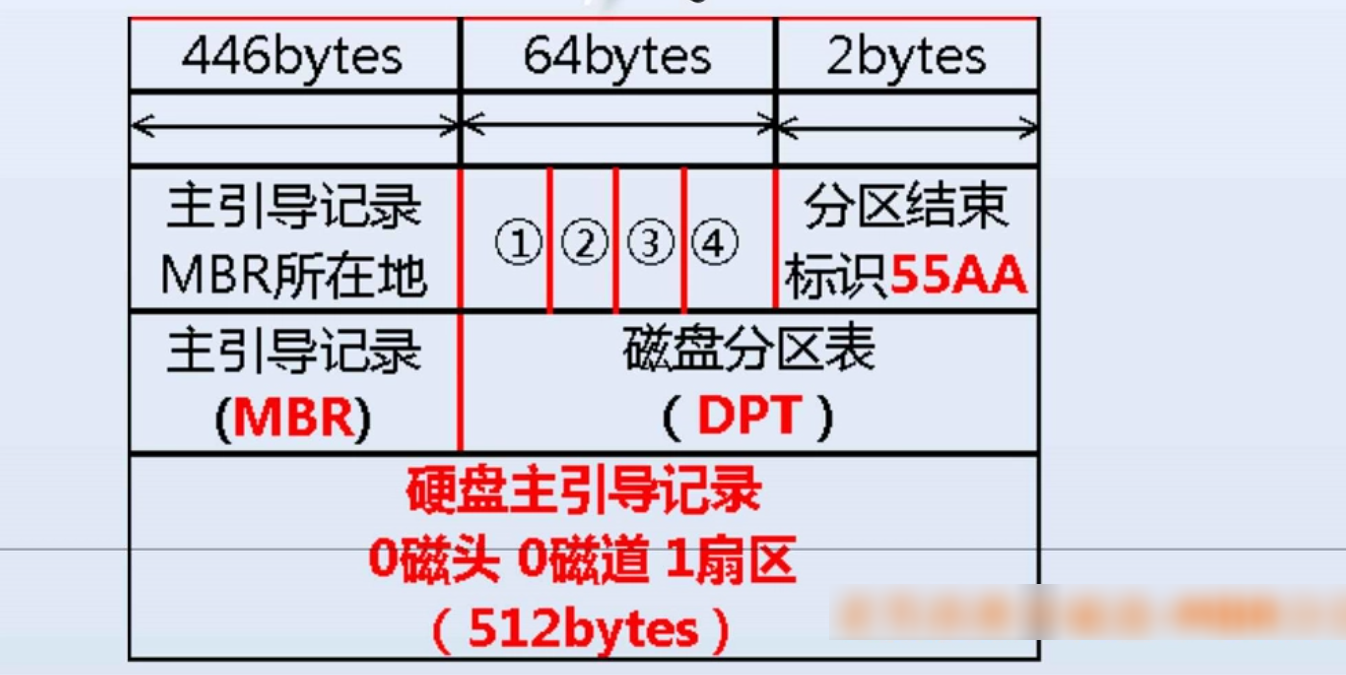 446bytes 64bytes 2bytes
主引导记录
MBR所在地
① ② ③ ④
分区结束
标识55AA
主引导记录
(MBR)
磁盘分区表
（DPT）
硬盘主引导记录
0磁头 0磁道 1扇区
（512bytes）